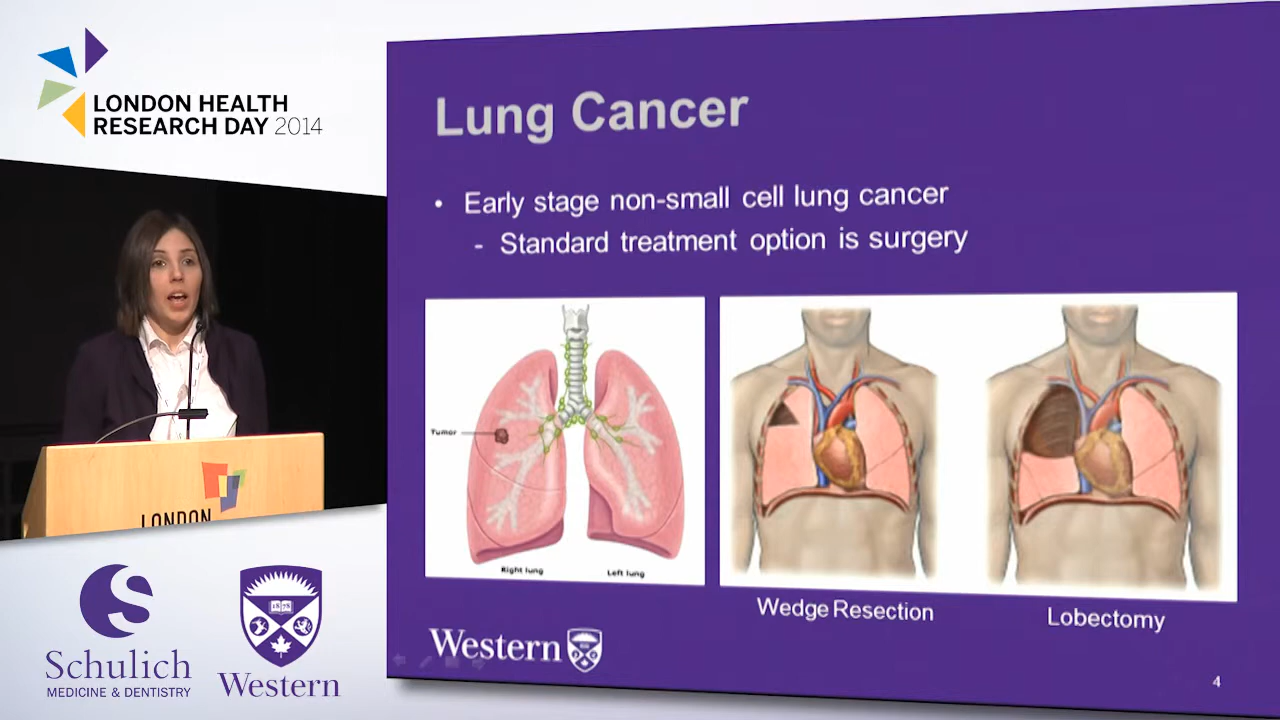 LONDON HEALTH
RESEARCH DAY 2014
Lung Cancer
• Early stage non-small cell lung cancer
- Standard treatment option is surgery
Tumor
Right lung
Left lung
Wedge Resection
Lobectomy
Western
4
LONDON
1878
Schulich
MEDICINE & DENTISTRY
Western